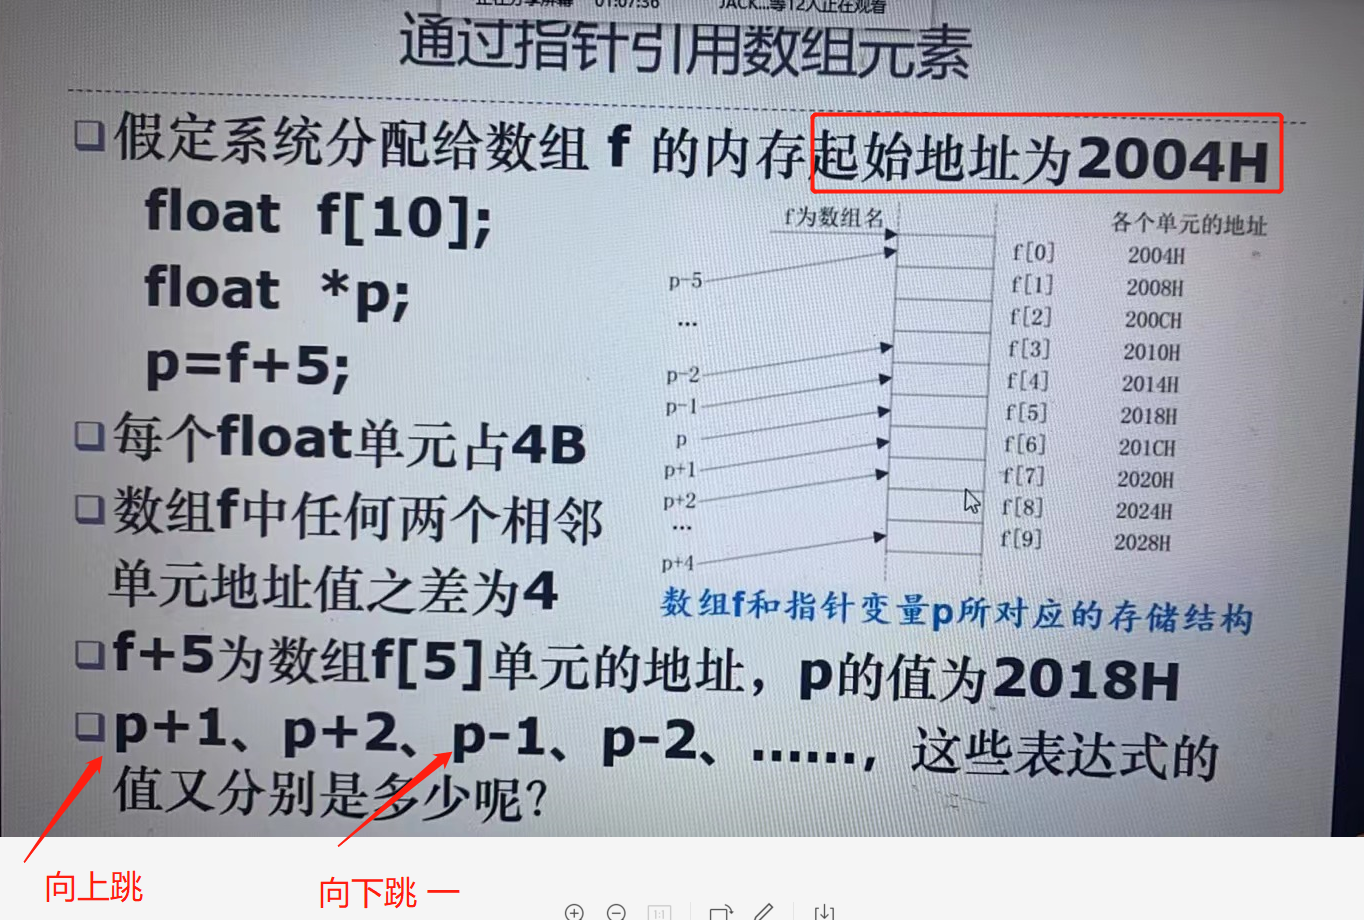 正在分享屏幕 01:07:36 JACK...等12人正在观看
通过指针引用数组元素
假定系统分配给数组 f 的内存起始地址为2004H
float f[10];
float *p;
p=f+5;
每个float单元占4B
数组f中任何两个相邻
单元地址值之差为4
f为数组名
各个单元的地址
f[0] 2004H
p-5
f[1] 2008H
...
f[2] 200CH
f[3] 2010H
p-2
f[4] 2014H
p-1
f[5] 2018H
p
f[6] 201CH
p+1
f[7] 2020H
p+2
f[8] 2024H
...
f[9] 2028H
p+4
数组f和指针变量p所对应的存储结构
f+5为数组f[5]单元的地址，p的值为2018H
p+1、p+2、p-1、p-2、......，这些表达式的
值又分别是多少呢？
向上跳
向下跳 一
1:1